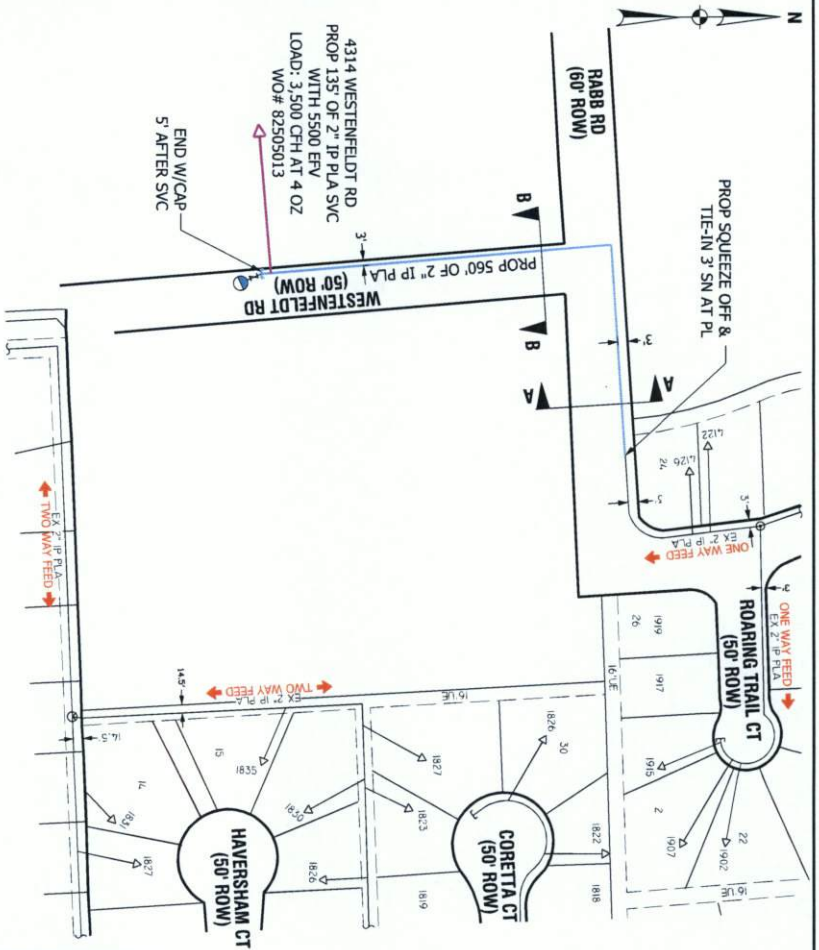 N
RABB RD
(60' ROW)
PROP SQUEEZE OFF &
TIE-IN 3' SN AT PL
4314 WESTENFELDT RD
PROP 135' OF 2" IP PLA SVC
WITH 5500 EFV
LOAD: 3,500 CFH AT 4 OZ
WO# 82505013
END W/CAP
5' AFTER SVC
B
B
A
A
3'
PROP 560' OF 2" IP PLA
WESTENFELDT RD
(50' ROW)
3'
4122
4126
24
3'
3'
EX 2" IP PLA
ONE WAY FEED
ONE WAY FEED
EX 2" IP PLA
3'
ROARING TRAIL CT
(50' ROW)
1919
26
1917
16'UE
1915
2
1907
22
1902
16'UE
EX 2" IP PLA
TWO WAY FEED
14.5'
TWO WAY FEED
EX 2" IP PLA
16'UE
14.5'
1826
30
1827
1823
1822
1818
1819
CORETTA CT
(50' ROW)
1835
15
14
1831
1830
1827
1826
HAVERSHAM CT
(50' ROW)